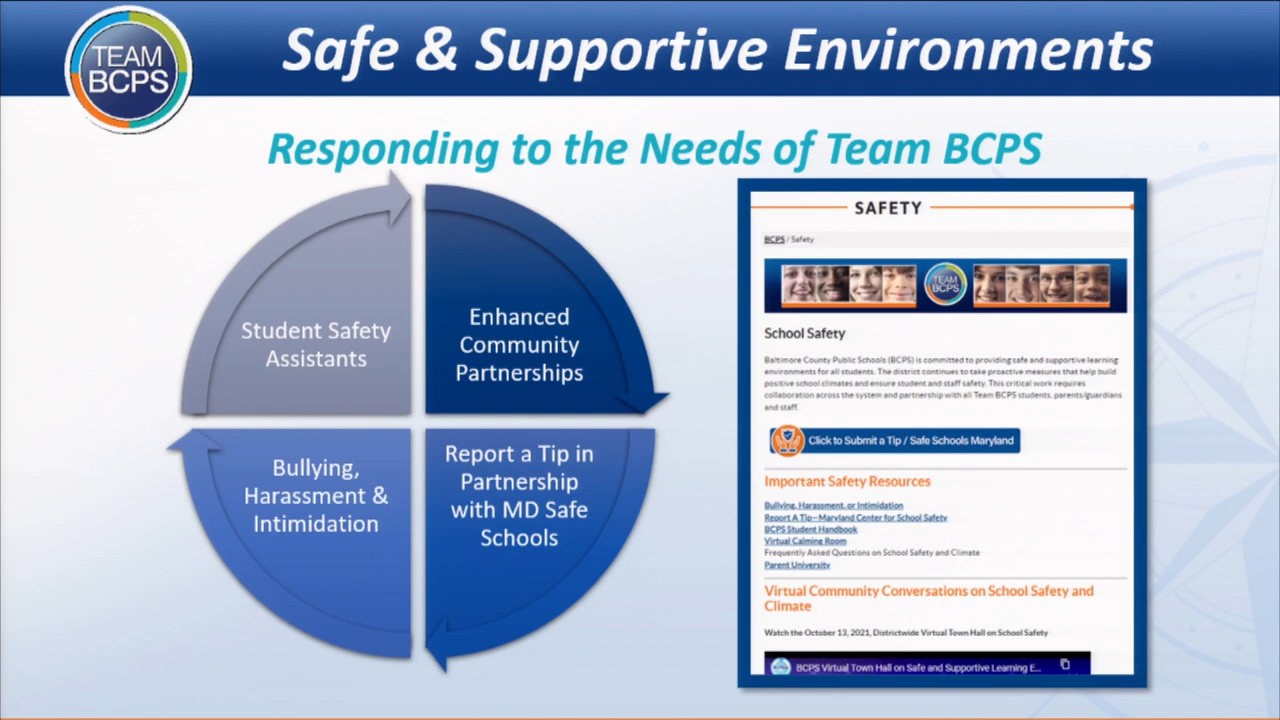 TEAM
BCPS
Safe & Supportive Environments
Responding to the Needs of Team BCPS
Student Safety
Assistants
Enhanced
Community
Partnerships
Bullying,
Harassment &
Intimidation
Report a Tip in
Partnership
with MD Safe
Schools
SAFETY
BCPS / Safety
TEAM
BCPS
School Safety
Baltimore County Public Schools (BCPS) is committed to providing safe and supportive learning
environments for all students. The district continues to take proactive measures that help build
positive school climates and ensure student and staff safety. This critical work requires
collaboration across the system and partnership with all Team BCPS students, parents/guardians
and staff.
Click to Submit a Tip / Safe Schools Maryland
Important Safety Resources
Bullying, Harassment, or Intimidation
Report A Tip—Maryland Center for School Safety
BCPS Student Handbook
Virtual Calming Room
Frequently Asked Questions on School Safety and Climate
Parent University
Virtual Community Conversations on School Safety and
Climate
Watch the October 13, 2021, Districtwide Virtual Town Hall on School Safety
BCPS Virtual Town Hall on Safe and Supportive Learning E...